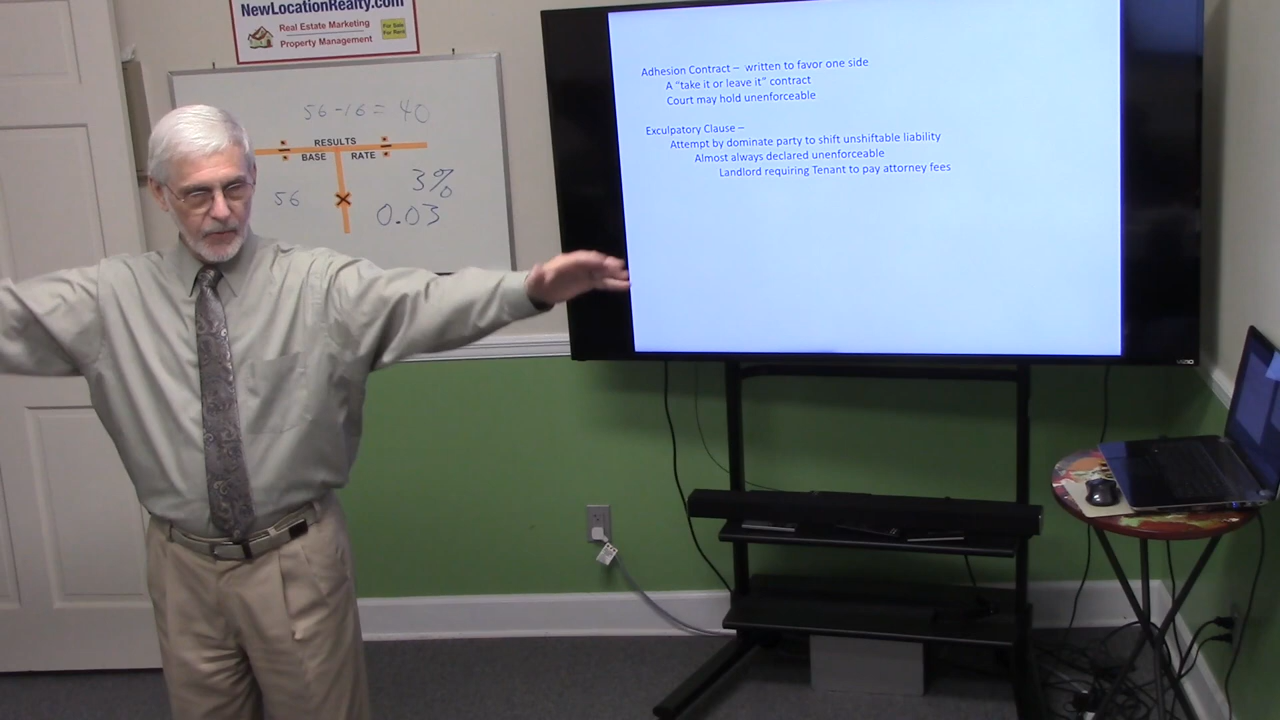 NewLocationRealty.com
Real Estate Marketing
Property Management
For Sale
For Rent
56-16 = 40
RESULTS
BASE
RATE
56
3%
0.03
Adhesion Contract – written to favor one side
A "take it or leave it" contract
Court may hold unenforceable
Exculpatory Clause –
Attempt by dominate party to shift unshiftable liability
Almost always declared unenforceable
Landlord requiring Tenant to pay attorney fees
VIZIO